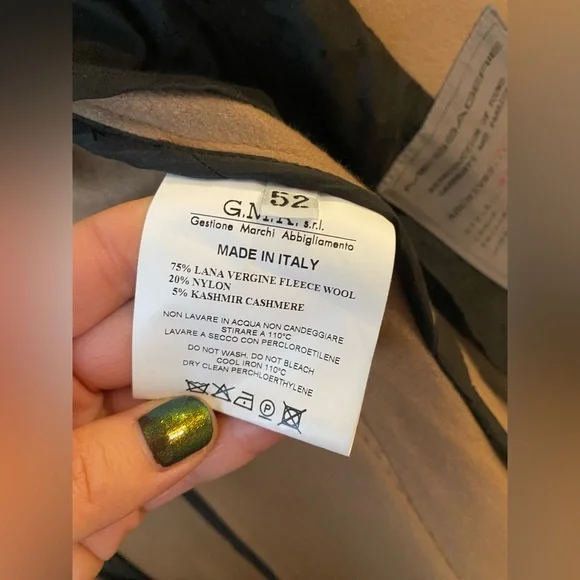 52
G.M.A. s.r.l.
Gestione Marchi Abbigliamento
MADE IN ITALY
75% LANA VERGINE FLEECE WOOL
20% NYLON
5% KASHMIR CASHMERE
NON LAVARE IN ACQUA NON CANDEGGIARE
STIRARE A 110°C
LAVARE A SECCO CON PERCLOROETILENE
DO NOT WASH. DO NOT BLEACH
COOL IRON 110°C
DRY CLEAN PERCHLOERTHYLENE
P
MESSAGERIE